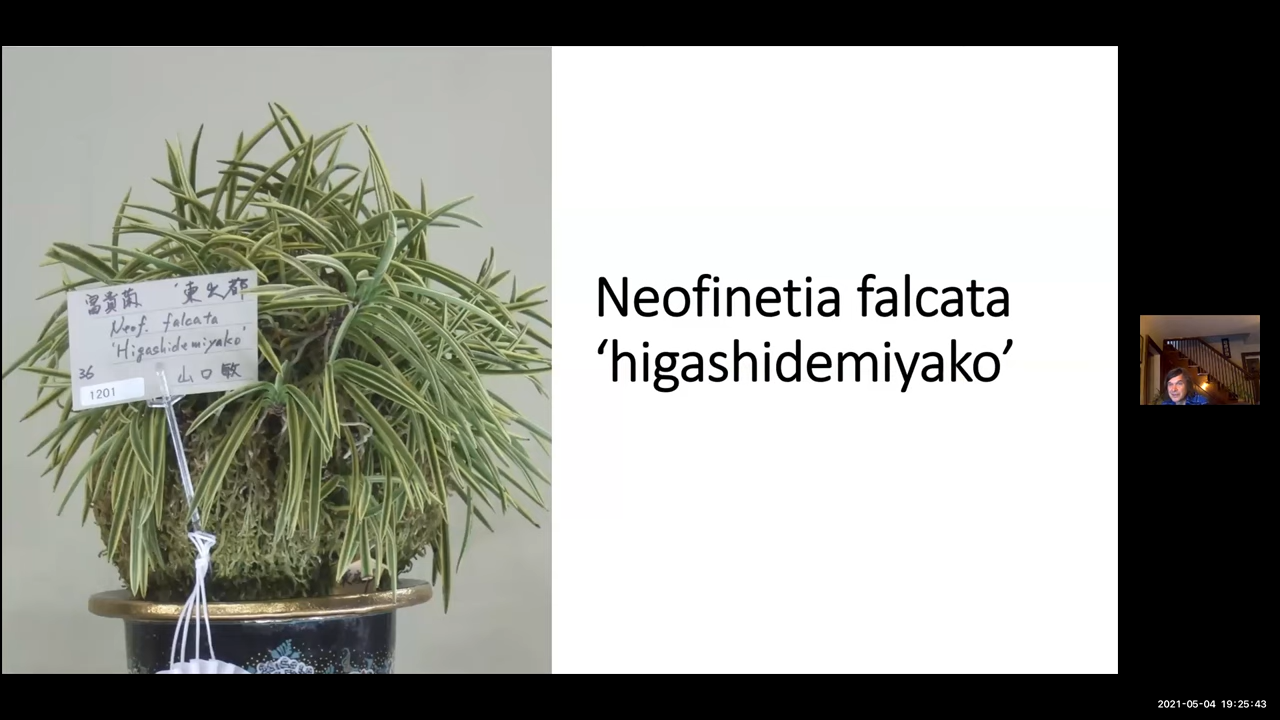 富貴蘭 '東出都
Neof. falcata
'Higashidemiyako'
36 山口敏
1201
Neofinetia falcata
‘higashidemiyako’
2021-05-04 19:25:43